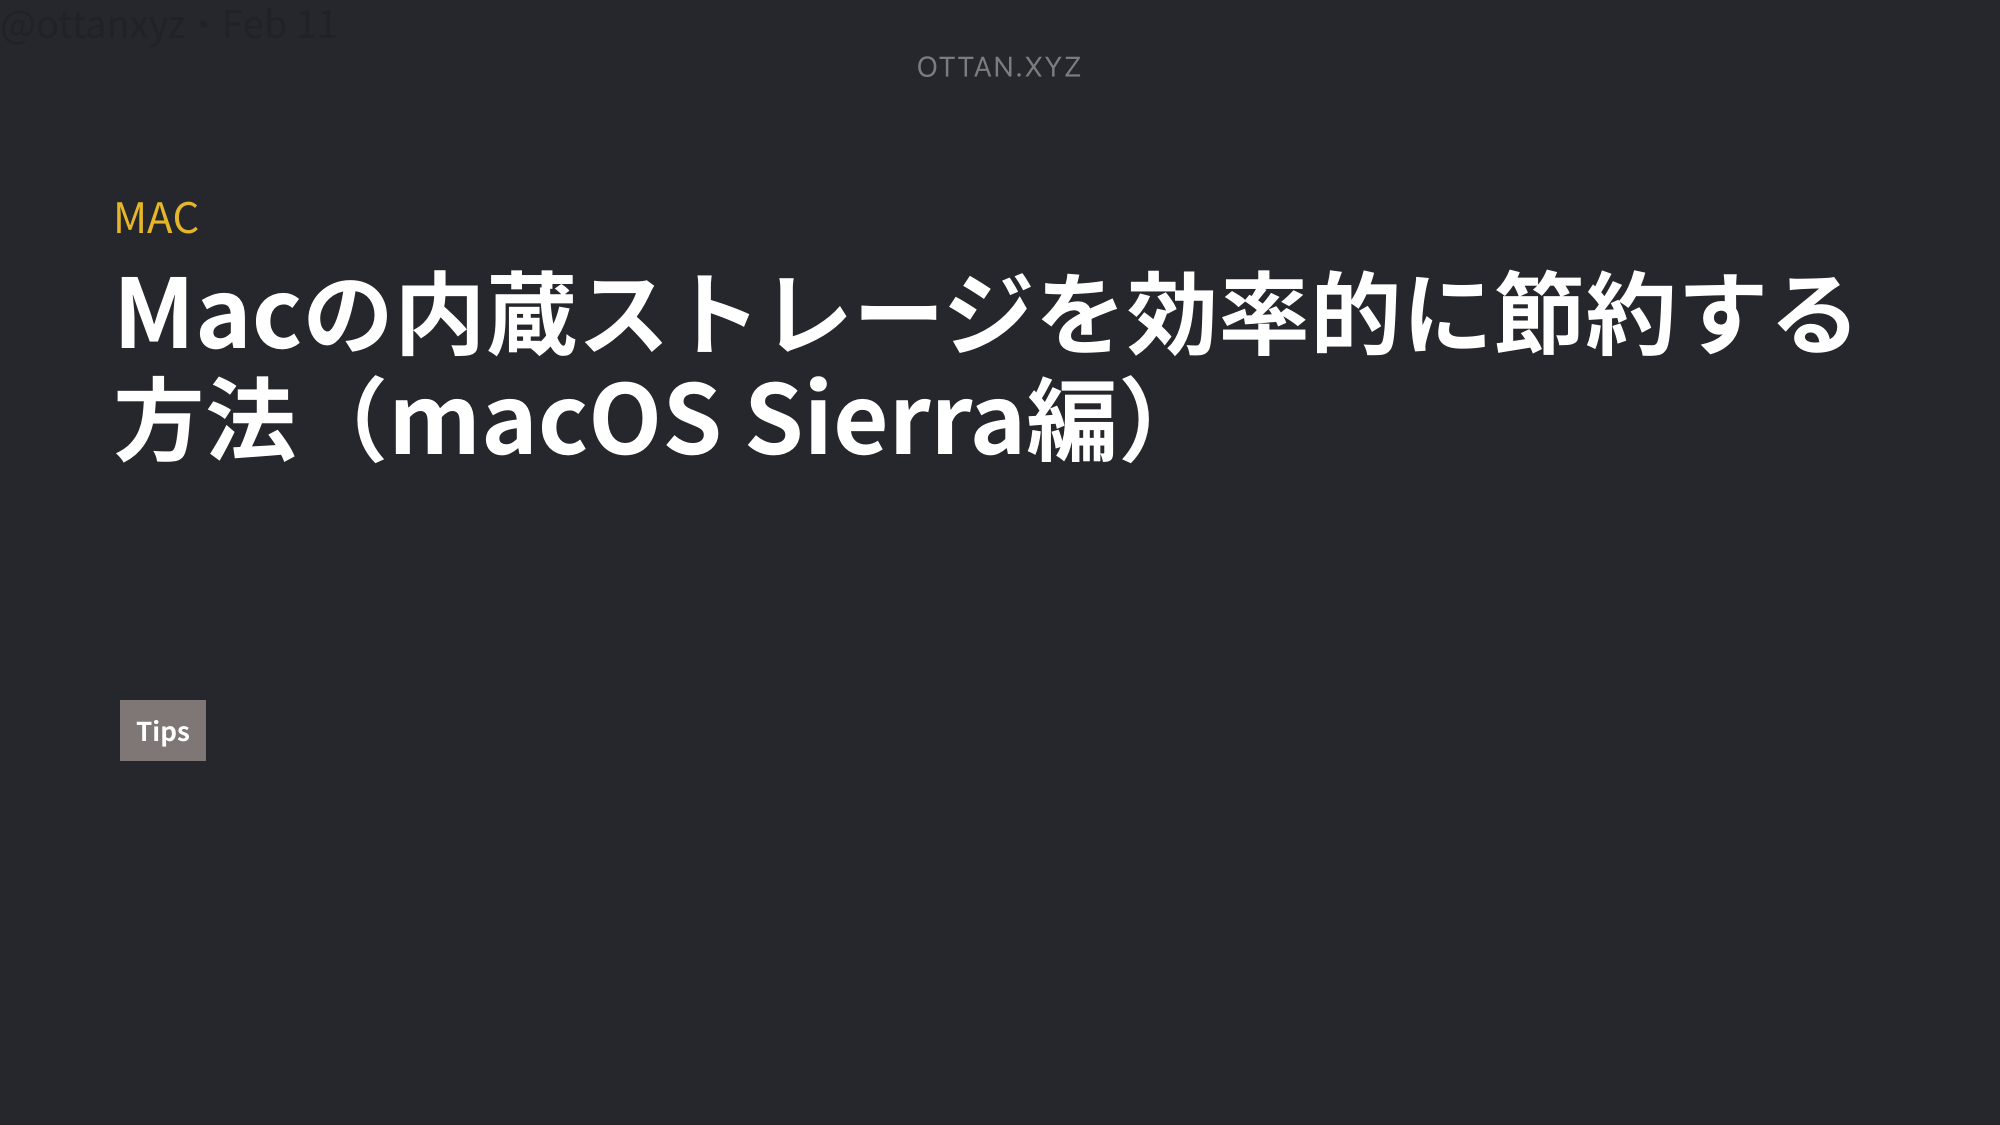 @ottanxyz・Feb 11
OTTAN.XYZ
MAC
Macの内蔵ストレージを効率的に節約する
方法（macOS Sierra編）
Tips